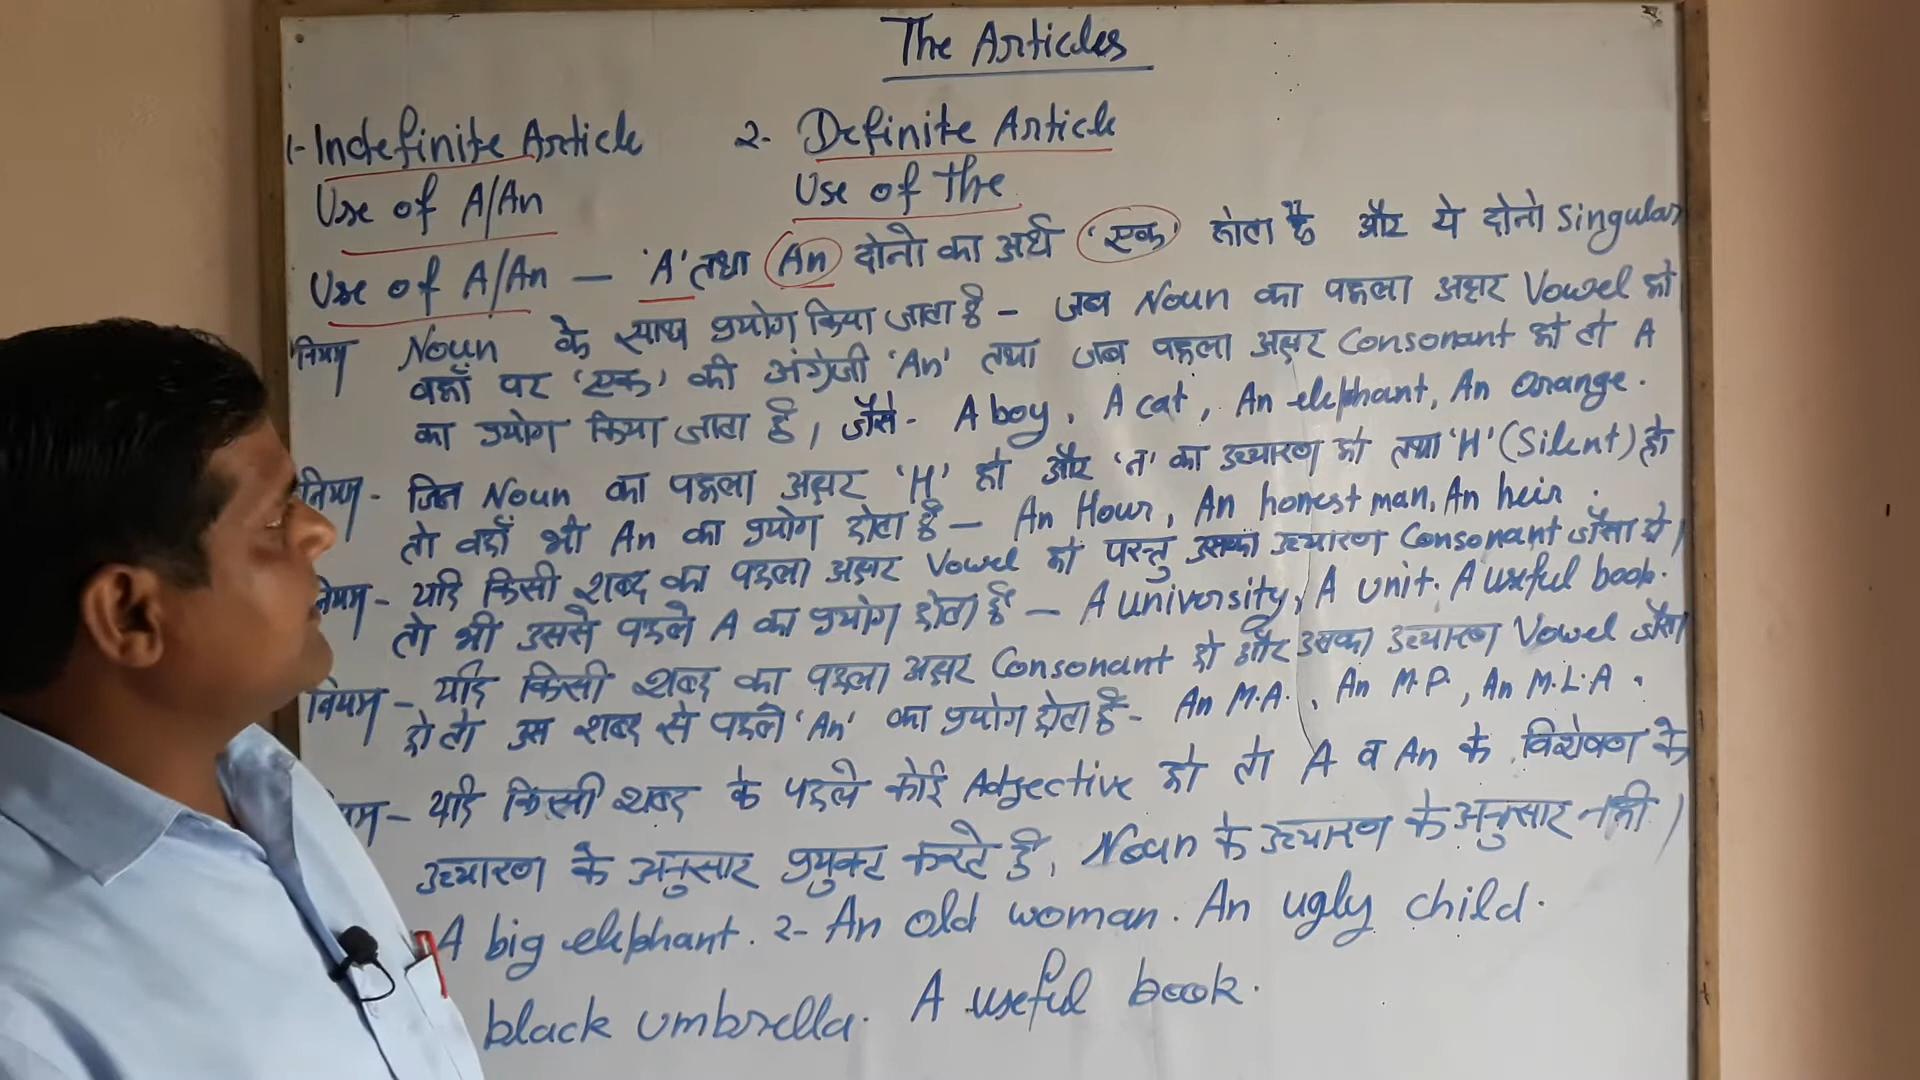 The Articles
1- Indefinite Article 2- Definite Article
Use of A/An Use of the
Use of A/An — 'A' तथा An दोनो का अर्थ 'एक' होता है और ये दोनो Singular
नियम Noun के साथ प्रयोग किया जाता है - जब Noun का पहला अक्षर Vowel हो
वहाँ पर 'एक' की अंग्रेजी 'An' तथा जब पहला अक्षर Consonant हो तो A
का प्रयोग किया जाता है, जैसे - A boy, A cat, An elephant, An orange.
नियम - जिस Noun का पहला अक्षर 'H' हो और का उच्चारण हो तथा 'H' (Silent) हो
तो वहाँ भी An का प्रयोग होता है — An Hour, An honest man, An heir.
नियम - यदि किसी शब्द का पहला अक्षर Vowel हो परन्तु उसका उच्चारण Consonant जैसा हो।
तो भी उससे पहले A का प्रयोग होता है — A university, A unit. A useful book.
नियम - यदि किसी शब्द का पहला अक्षर Consonant हो और उसका उच्चारण Vowel जैसा
हो तो उस शब्द से पहले 'An' का प्रयोग होता है - An M.A., An M.P., An M.L.A.
यम - यदि किसी शब्द के पहले कोई Adjective हो तो A व An के विशेषण के
उच्चारण के अनुसार प्रयुक्त करते है, Noun के उच्चारण के अनुसार नही।
A big elephant. 2- An old woman. An ugly child.
black umbrella. A useful book.